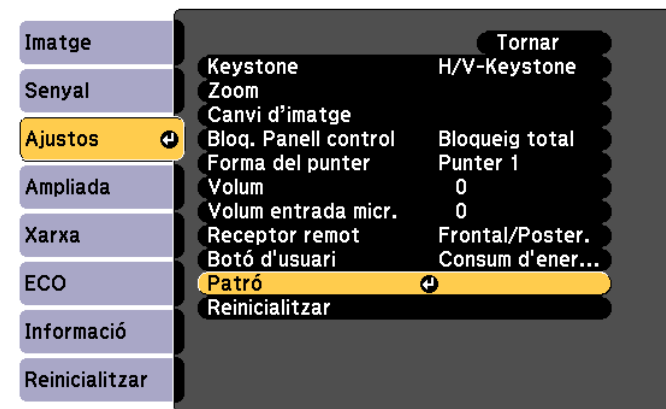 Imatge
Senyal
Ajustos
Ampliada
Xarxa
ECO
Informació
Reinicialitzar
Tornar
Keystone H/V-Keystone
Zoom
Canvi d'imatge
Bloq. Panell control Bloqueig total
Forma del punter Punter 1
Volum 0
Volum entrada micr. 0
Receptor remot Frontal/Poster.
Botó d'usuari Consum d'ener...
Patró
Reinicialitzar